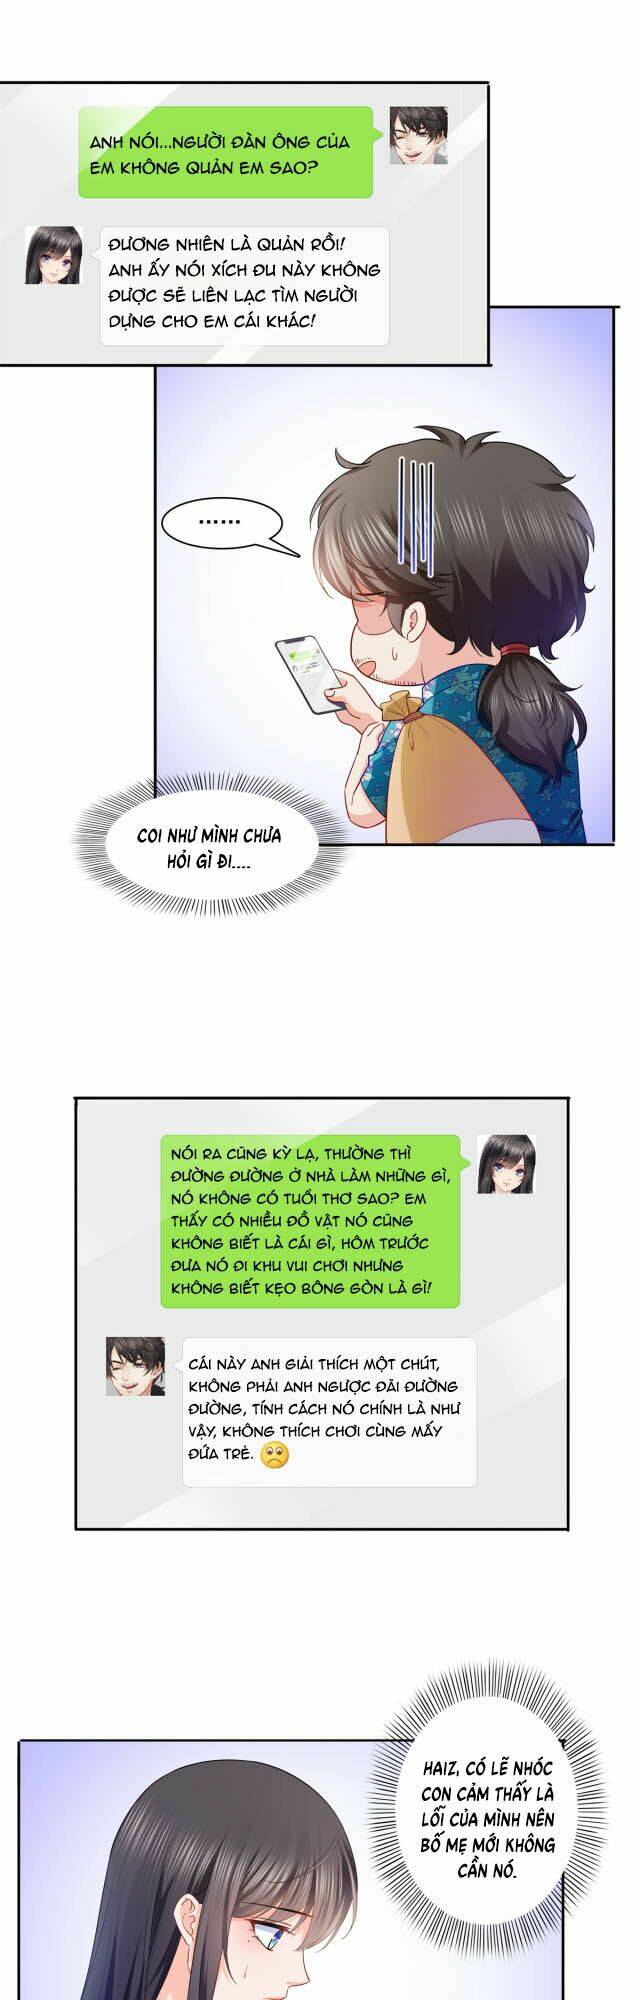 ANH NÓI...NGƯỜI ĐÀN ÔNG CỦA
EM KHÔNG QUẢN EM SAO?
ĐƯƠNG NHIÊN LÀ QUẢN RỒI!
ANH ẤY NÓI XÍCH ĐU NÀY KHÔNG
ĐƯỢC SẼ LIÊN LẠC TÌM NGƯỜI
DỰNG CHO EM CÁI KHÁC!
......
COI NHƯ MÌNH CHƯA
HỎI GÌ ĐI....
NÓI RA CŨNG KỲ LẠ, THƯỜNG THÌ
ĐƯỜNG ĐƯỜNG Ở NHÀ LÀM NHỮNG GÌ,
NÓ KHÔNG CÓ TUỔI THƠ SAO? EM
THẤY CÓ NHIỀU ĐỒ VẬT NÓ CŨNG
KHÔNG BIẾT LÀ CÁI GÌ, HÔM TRƯỚC
ĐƯA NÓ ĐI KHU VUI CHƠI NHƯNG
KHÔNG BIẾT KẸO BÔNG GÒN LÀ GÌ!
CÁI NÀY ANH GIẢI THÍCH MỘT CHÚT,
KHÔNG PHẢI ANH NGƯỢC ĐÃI ĐƯỜNG
ĐƯỜNG, TÍNH CÁCH NÓ CHÍNH LÀ NHƯ
VẬY, KHÔNG THÍCH CHƠI CÙNG MẤY
ĐỨA TRẺ. ☹
HAIZ, CÓ LẼ NHÓC
CON CẢM THẤY LÀ
LỖI CỦA MÌNH NÊN
BỐ MẸ MỚI KHÔNG
CẦN NÓ.